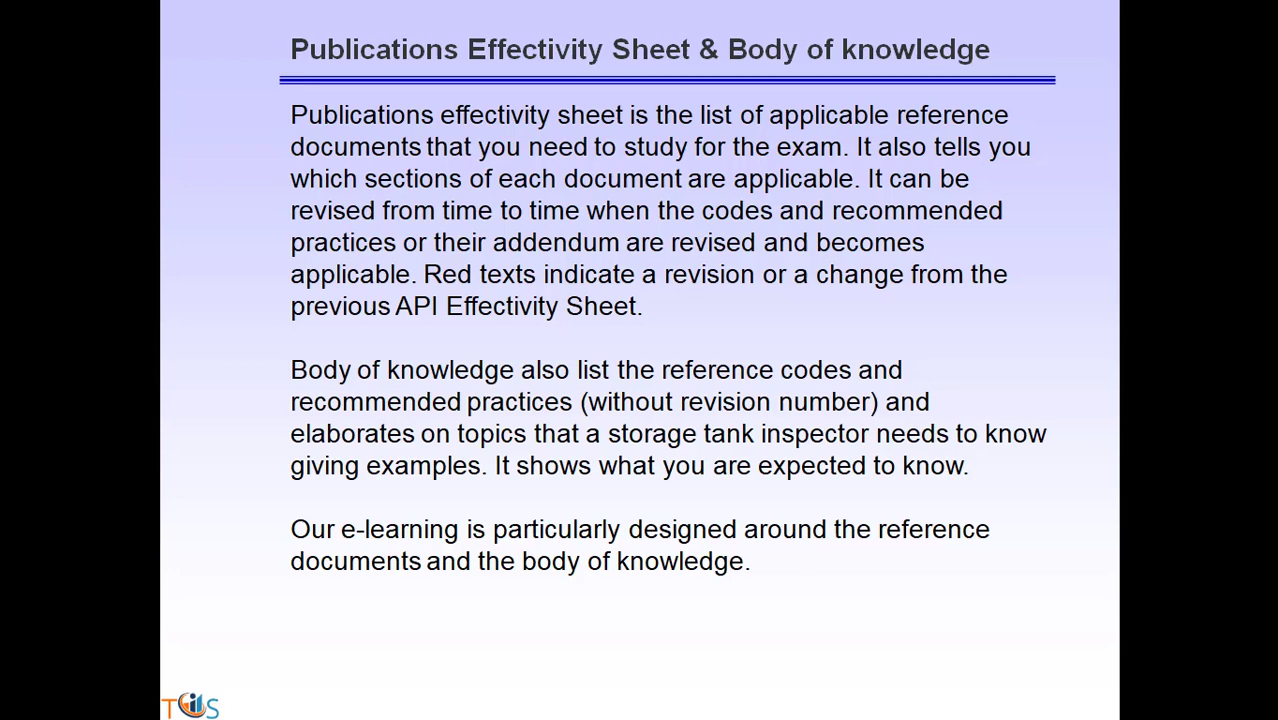 Publications Effectivity Sheet & Body of knowledge
Publications effectivity sheet is the list of applicable reference
documents that you need to study for the exam. It also tells you
which sections of each document are applicable. It can be
revised from time to time when the codes and recommended
practices or their addendum are revised and becomes
applicable. Red texts indicate a revision or a change from the
previous API Effectivity Sheet.
Body of knowledge also list the reference codes and
recommended practices (without revision number) and
elaborates on topics that a storage tank inspector needs to know
giving examples. It shows what you are expected to know.
Our e-learning is particularly designed around the reference
documents and the body of knowledge.